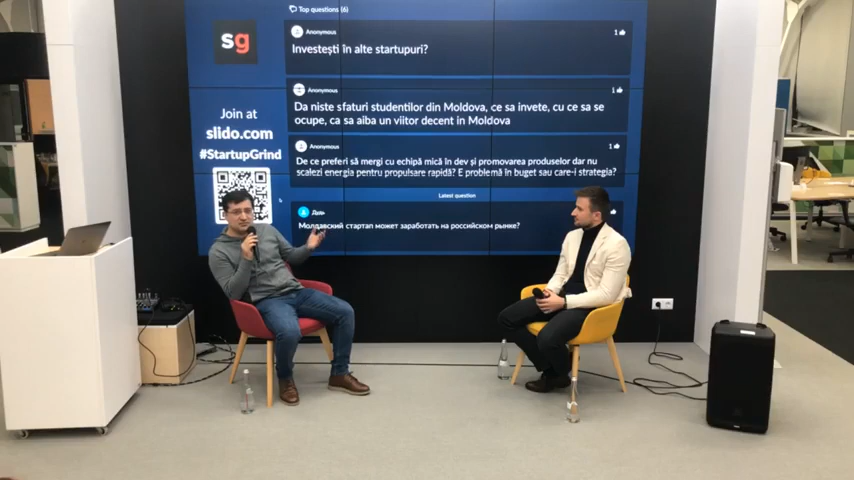 Top questions (6)
sg
Anonymous
1
Investești în alte startupuri?
Anonymous
1
Da niste sfaturi studentilor din Moldova, ce sa invete, cu ce sa se
ocupe, ca sa aiba un viitor decent in Moldova
Join at
slido.com
#StartupGrind
Anonymous
1
De ce preferi să mergi cu echipă mică în dev și promovarea produselor dar nu
scalezi energia pentru propulsare rapidă? E problemă în buget sau care-i strategia?
Latest question
Молдавский стартап может заработать на российском рынке?